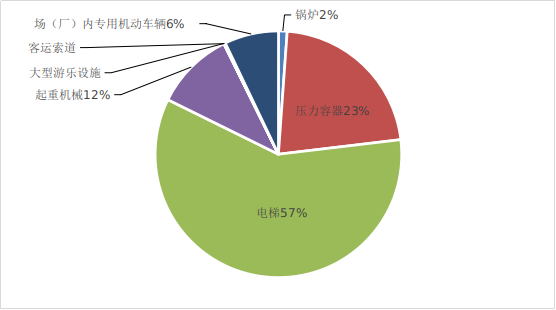 场（厂）内专用机动车辆6%
锅炉2%
客运索道
大型游乐设施
起重机械12%
压力容器23%
电梯57%